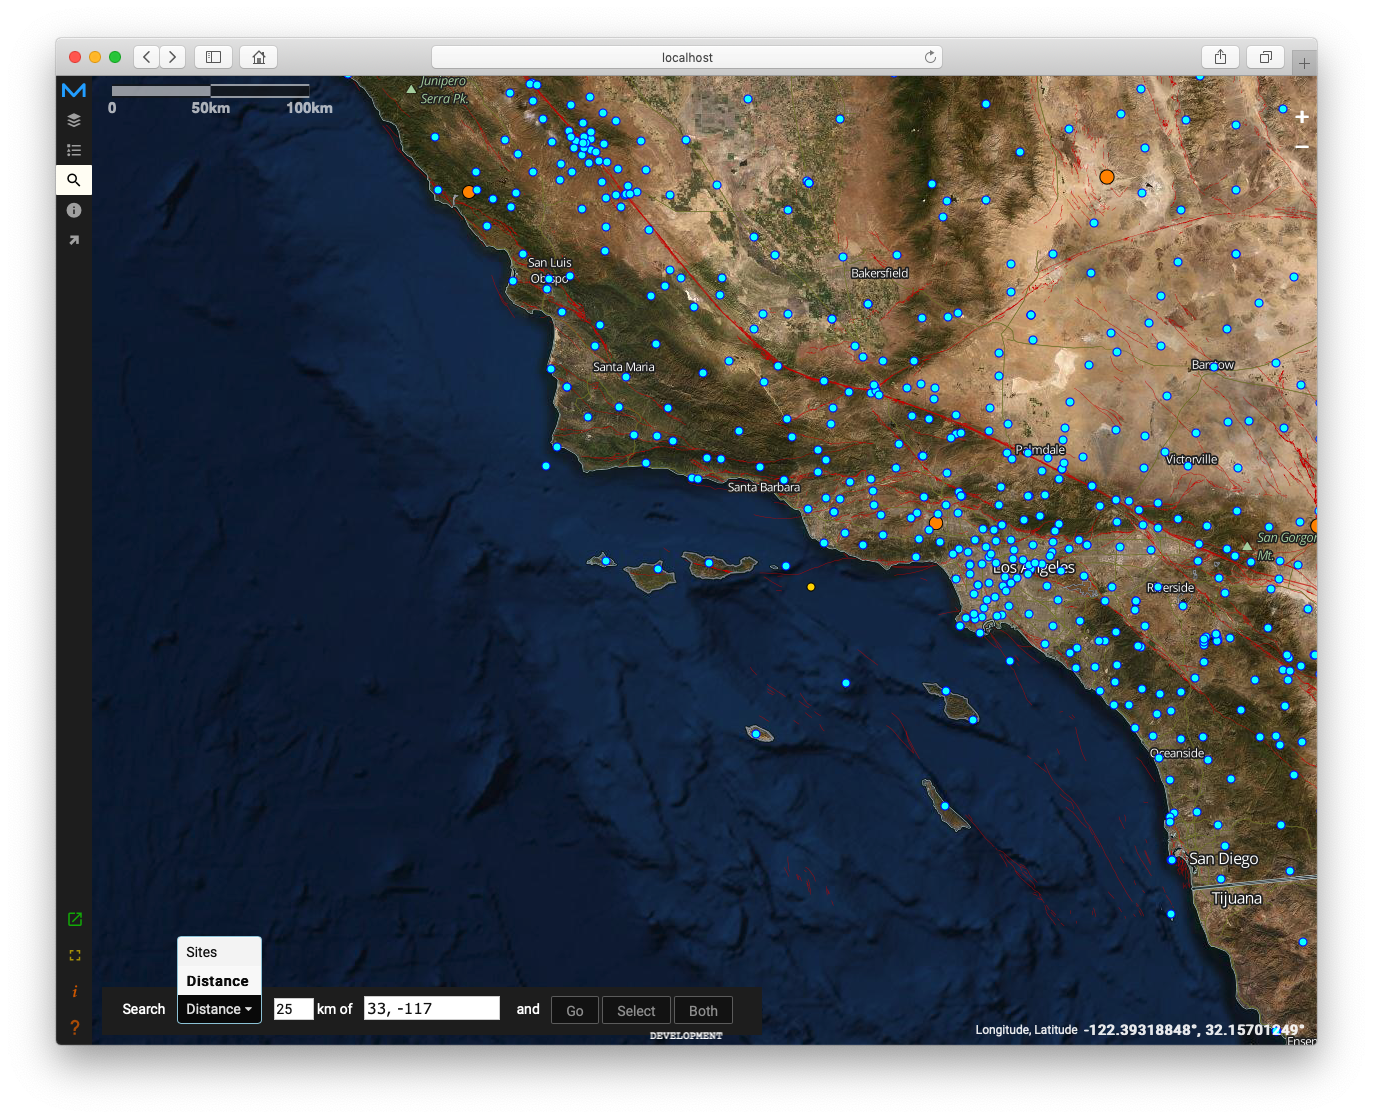 localhost
0 50km 100km
Junipero
Serra Pk.
+
−
San Luis
Obispo
Bakersfield
Santa Maria
Barstow
Palmdale
Victorville
Santa Barbara
San Gorgon
Mt.
Los Angeles
Riverside
Oceanside
San Diego
Tijuana
Sites
Distance
Search Distance 25 km of 33, -117 and Go Select Both
DEVELOPMENT
Longitude, Latitude -122.39318848°, 32.15701249°
Ensen
i
?